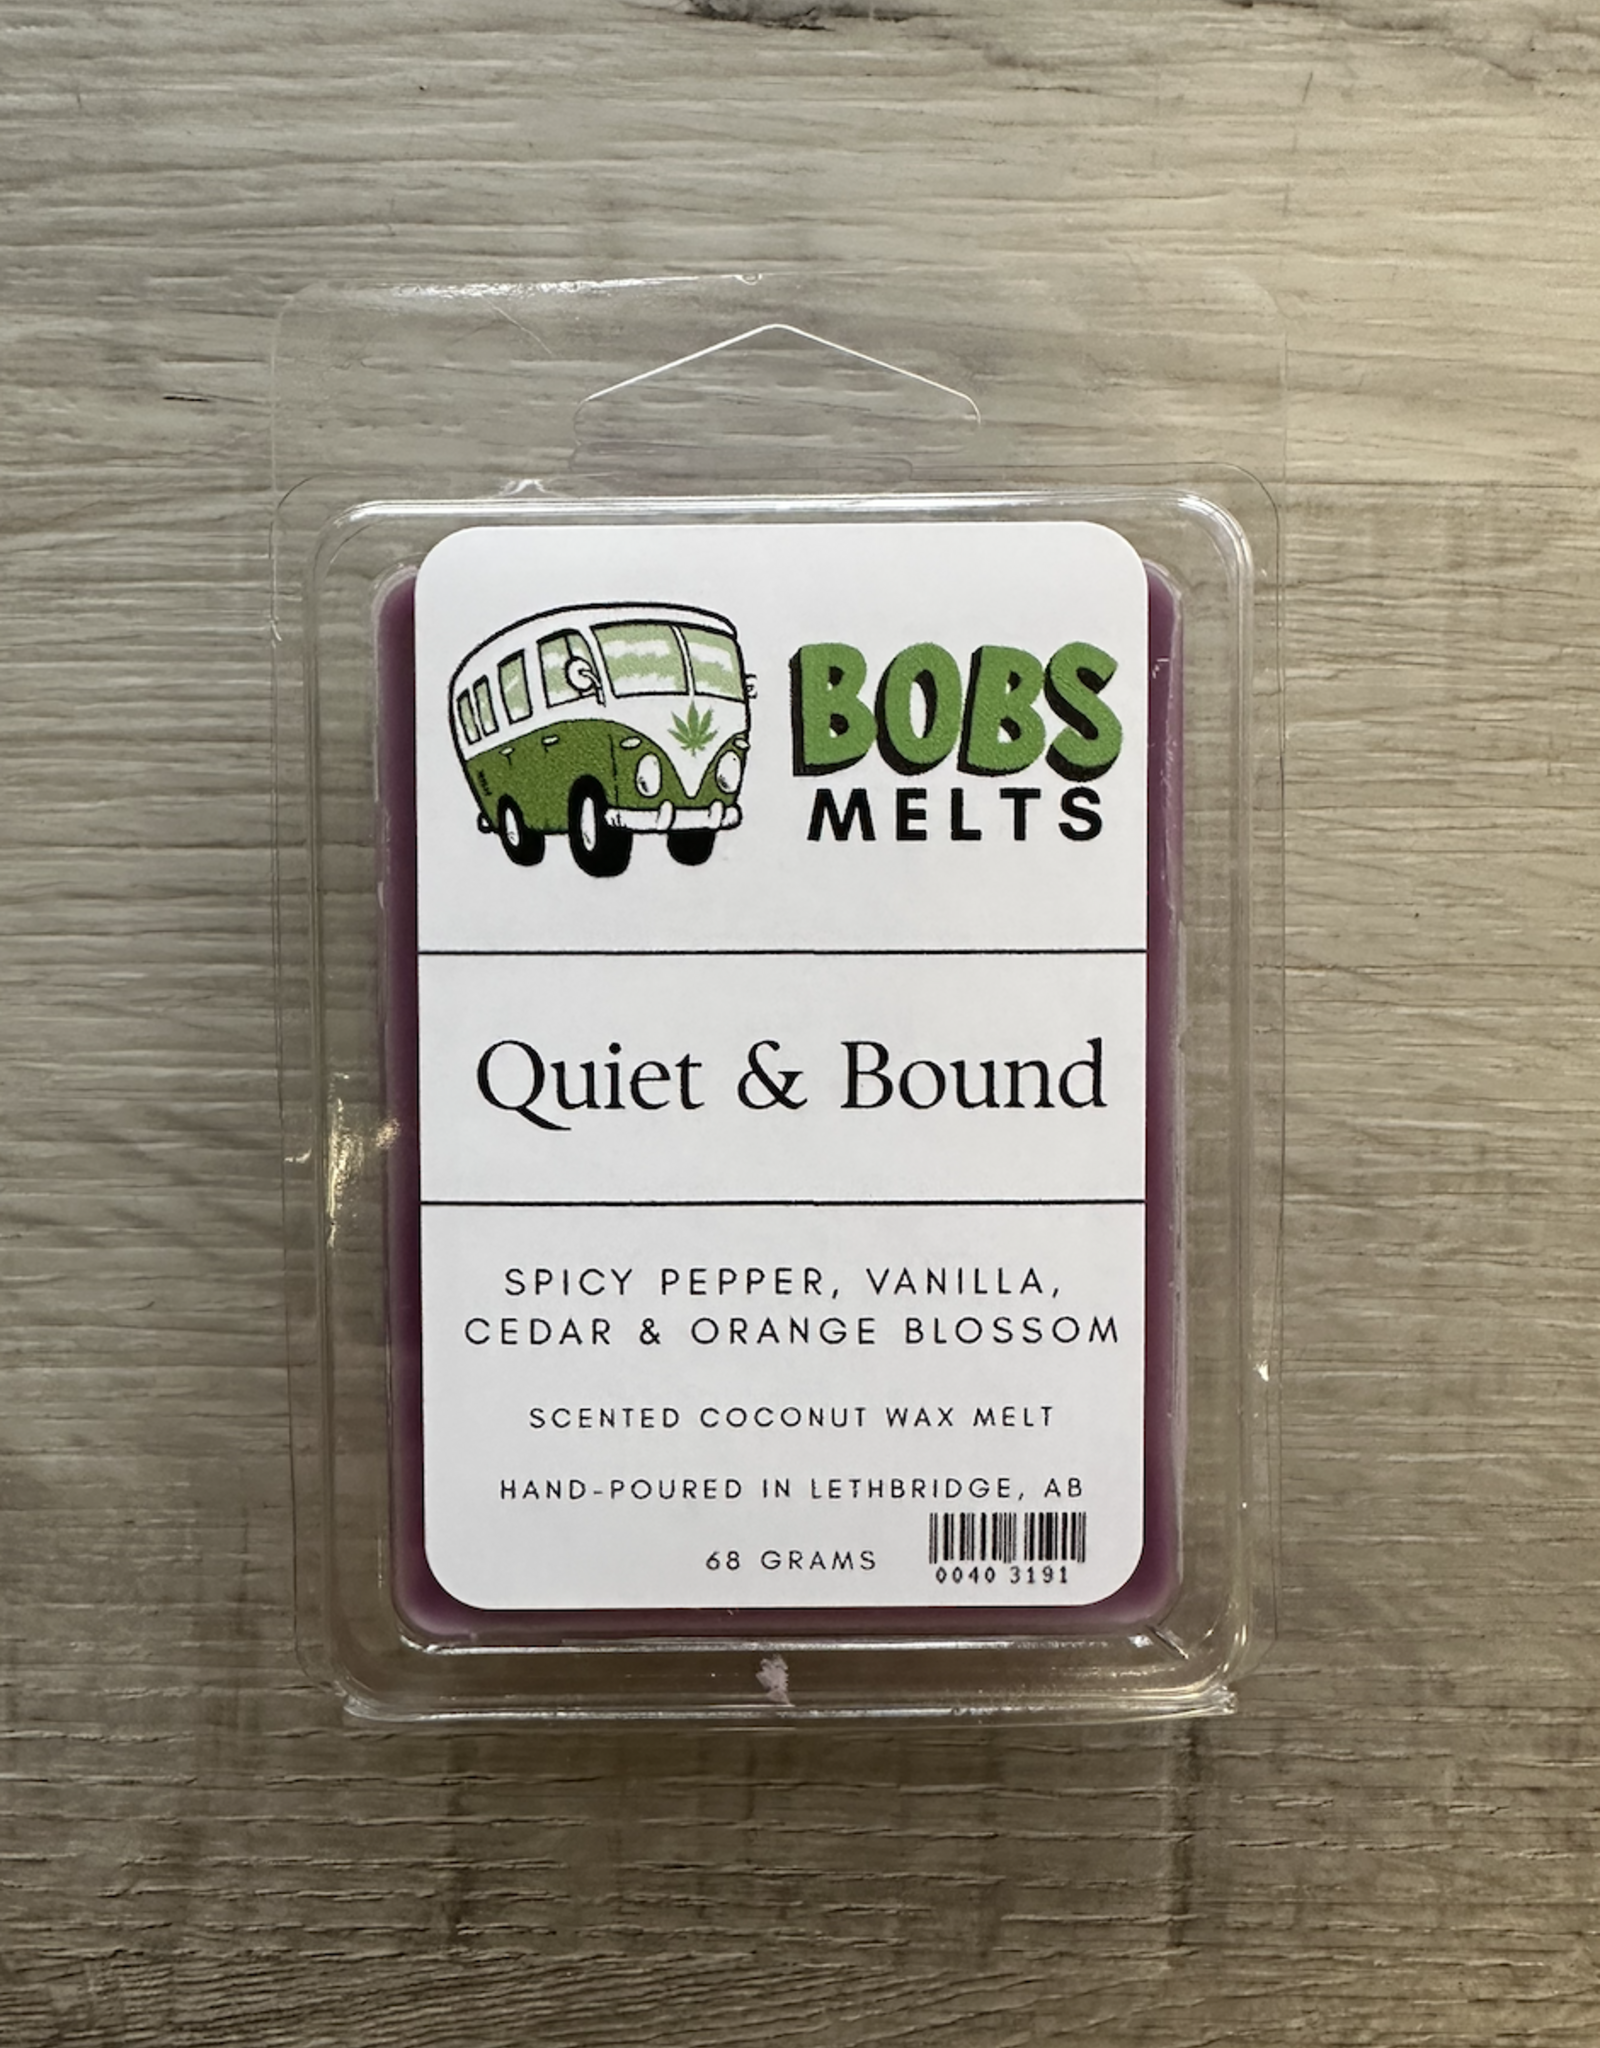 BOBS
MELTS
Quiet & Bound
SPICY PEPPER, VANILLA,
CEDAR & ORANGE BLOSSOM
SCENTED COCONUT WAX MELT
HAND-POURED IN LETHBRIDGE, AB
68 GRAMS
0040 3191